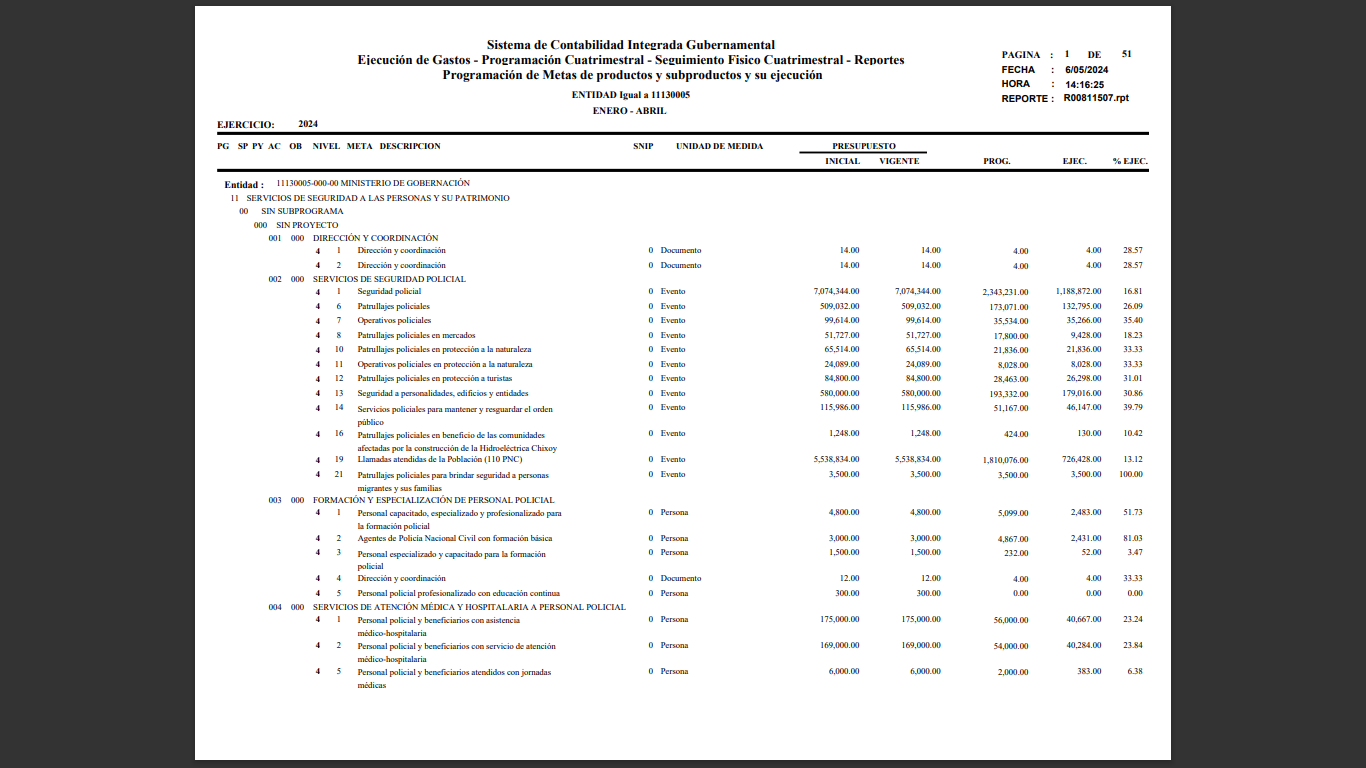 Sistema de Contabilidad Integrada Gubernamental
Ejecución de Gastos - Programación Cuatrimestral - Seguimiento Fisico Cuatrimestral - Reportes
Programación de Metas de productos y subproductos y su ejecución
ENTIDAD Igual a 11130005
ENERO - ABRIL
PAGINA : 1 DE 51
FECHA : 6/05/2024
HORA : 14:16:25
REPORTE : R00811507.rpt
EJERCICIO: 2024
PG SP PY AC OB NIVEL META DESCRIPCION SNIP UNIDAD DE MEDIDA PRESUPUESTO
INICIAL VIGENTE PROG. EJEC. % EJEC.
Entidad : 11130005-000-00 MINISTERIO DE GOBERNACIÓN
11 SERVICIOS DE SEGURIDAD A LAS PERSONAS Y SU PATRIMONIO
00 SIN SUBPROGRAMA
000 SIN PROYECTO
001 000 DIRECCIÓN Y COORDINACIÓN
4 1 Dirección y coordinación 0 Documento 14.00 14.00 4.00 4.00 28.57
4 2 Dirección y coordinación 0 Documento 14.00 14.00 4.00 4.00 28.57
002 000 SERVICIOS DE SEGURIDAD POLICIAL
4 1 Seguridad policial 0 Evento 7,074,344.00 7,074,344.00 2,343,231.00 1,188,872.00 16.81
4 6 Patrullajes policiales 0 Evento 509,032.00 509,032.00 173,071.00 132,795.00 26.09
4 7 Operativos policiales 0 Evento 99,614.00 99,614.00 35,534.00 35,266.00 35.40
4 8 Patrullajes policiales en mercados 0 Evento 51,727.00 51,727.00 17,800.00 9,428.00 18.23
4 10 Patrullajes policiales en protección a la naturaleza 0 Evento 65,514.00 65,514.00 21,836.00 21,836.00 33.33
4 11 Operativos policiales en protección a la naturaleza 0 Evento 24,089.00 24,089.00 8,028.00 8,028.00 33.33
4 12 Patrullajes policiales en protección a turistas 0 Evento 84,800.00 84,800.00 28,463.00 26,298.00 31.01
4 13 Seguridad a personalidades, edificios y entidades 0 Evento 580,000.00 580,000.00 193,332.00 179,016.00 30.86
4 14 Servicios policiales para mantener y resguardar el orden 0 Evento 115,986.00 115,986.00 51,167.00 46,147.00 39.79
público
4 16 Patrullajes policiales en beneficio de las comunidades 0 Evento 1,248.00 1,248.00 424.00 130.00 10.42
afectadas por la construcción de la Hidroeléctrica Chixoy
4 19 Llamadas atendidas de la Población (110 PNC) 0 Evento 5,538,834.00 5,538,834.00 1,810,076.00 726,428.00 13.12
4 21 Patrullajes policiales para brindar seguridad a personas 0 Evento 3,500.00 3,500.00 3,500.00 3,500.00 100.00
migrantes y sus familias
003 000 FORMACIÓN Y ESPECIALIZACIÓN DE PERSONAL POLICIAL
4 1 Personal capacitado, especializado y profesionalizado para 0 Persona 4,800.00 4,800.00 5,099.00 2,483.00 51.73
la formación policial
4 2 Agentes de Policía Nacional Civil con formación básica 0 Persona 3,000.00 3,000.00 4,867.00 2,431.00 81.03
4 3 Personal especializado y capacitado para la formación 0 Persona 1,500.00 1,500.00 232.00 52.00 3.47
policial
4 4 Dirección y coordinación 0 Documento 12.00 12.00 4.00 4.00 33.33
4 5 Personal policial profesionalizado con educación continua 0 Persona 300.00 300.00 0.00 0.00 0.00
004 000 SERVICIOS DE ATENCIÓN MÉDICA Y HOSPITALARIA A PERSONAL POLICIAL
4 1 Personal policial y beneficiarios con asistencia 0 Persona 175,000.00 175,000.00 56,000.00 40,667.00 23.24
médico-hospitalaria
4 2 Personal policial y beneficiarios con servicio de atención 0 Persona 169,000.00 169,000.00 54,000.00 40,284.00 23.84
médico-hospitalaria
4 5 Personal policial y beneficiarios atendidos con jornadas 0 Persona 6,000.00 6,000.00 2,000.00 383.00 6.38
médicas